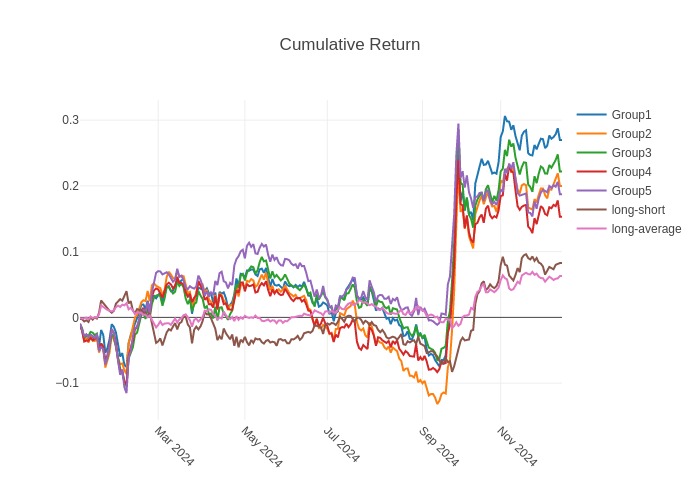 Cumulative Return
0.3
0.2
0.1
0
−0.1
Mar 2024
May 2024
Jul 2024
Sep 2024
Nov 2024
Group1
Group2
Group3
Group4
Group5
long-short
long-average